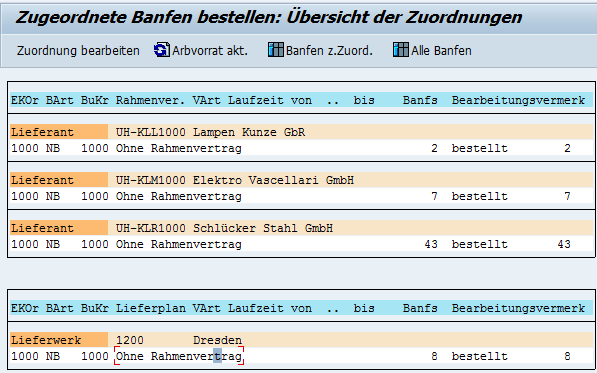 Zugeordnete Banfen bestellen: Übersicht der Zuordnungen
Zuordnung bearbeiten Arbvorrat akt. Banfen z.Zuord. Alle Banfen
EKOr BArt BuKr Rahmenver. VArt Laufzeit von .. bis Banfs Bearbeitungsvermerk
Lieferant UH-KLL1000 Lampen Kunze GbR
1000 NB 1000 Ohne Rahmenvertrag 2 bestellt 2
Lieferant UH-KLM1000 Elektro Vascellari GmbH
1000 NB 1000 Ohne Rahmenvertrag 7 bestellt 7
Lieferant UH-KLR1000 Schlücker Stahl GmbH
1000 NB 1000 Ohne Rahmenvertrag 43 bestellt 43
EKOr BArt BuKr Lieferplan VArt Laufzeit von .. bis Banfs Bearbeitungsvermerk
Lieferwerk 1200 Dresden
1000 NB 1000 Ohne Rahmenvertrag 8 bestellt 8